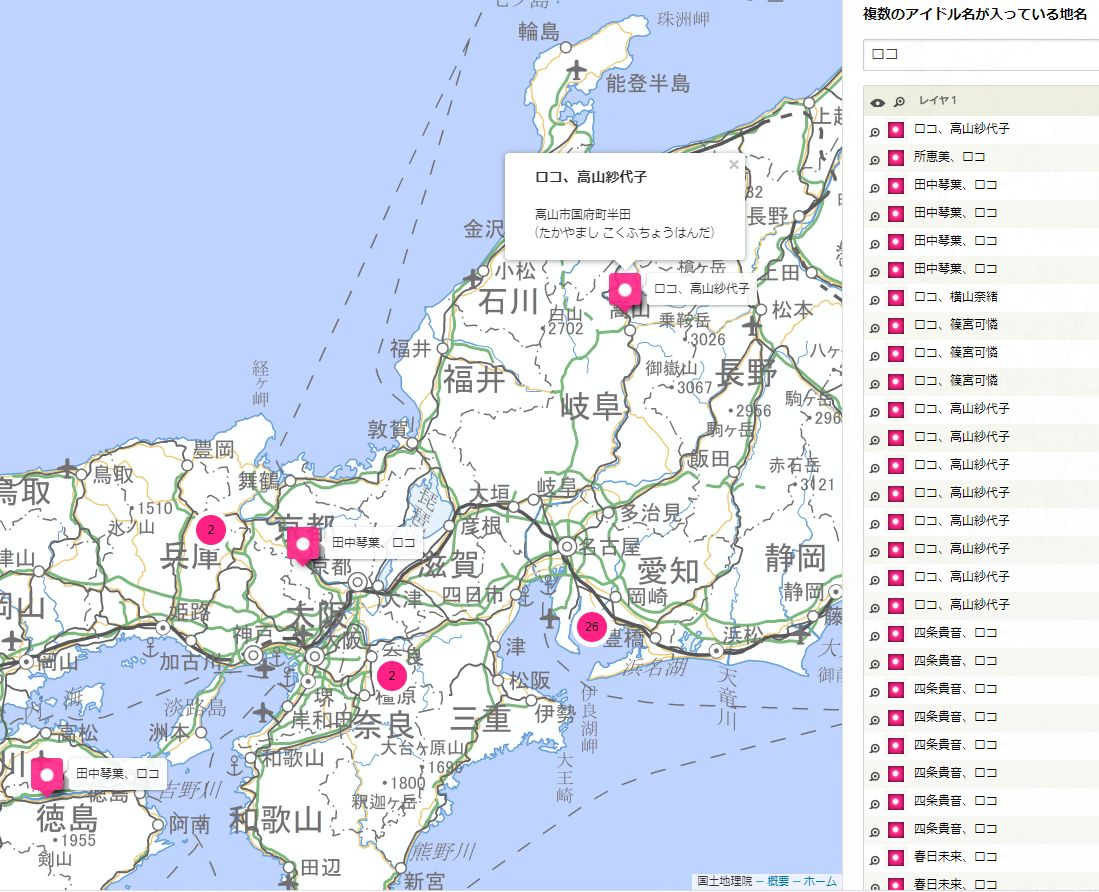 複数のアイドル名が入っている地名
ロコ
レイヤ1
ロコ、高山紗代子
所恵美、ロコ
田中琴葉、ロコ
田中琴葉、ロコ
田中琴葉、ロコ
田中琴葉、ロコ
ロコ、横山奈緒
ロコ、篠宮可憐
ロコ、篠宮可憐
ロコ、篠宮可憐
ロコ、高山紗代子
ロコ、高山紗代子
ロコ、高山紗代子
ロコ、高山紗代子
ロコ、高山紗代子
ロコ、高山紗代子
ロコ、高山紗代子
ロコ、高山紗代子
四条貴音、ロコ
四条貴音、ロコ
四条貴音、ロコ
四条貴音、ロコ
四条貴音、ロコ
四条貴音、ロコ
四条貴音、ロコ
四条貴音、ロコ
春日未来、ロコ
春日未来、ロコ
七ツ島
珠洲岬
輪島
能登半島
上越
ロコ、高山紗代子
×
高山市国府町半田
(たかやまし こくふちょうはんだ)
32
長野
金沢
小松
槍ヶ岳
上田
石川
ロコ、高山紗代子
白山
2702
高山
乗鞍岳
3026
松本
福井
福井
経ヶ岬
御嶽山
3067
長野
八ヶ
岐阜
2956
駒ヶ岳
駒ヶ岳
296
敦賀
豊岡
飯田
赤石岳
3121
鳥取
鳥取
舞鶴
琵琶
大垣
岐阜
1510
氷ノ山
2
京都
田中琴葉、ロコ
彦根
多治見
名古屋
兵庫
京都
滋賀
愛知
静岡
静岡
津山
岡山
大津
四日市
岡崎
姫路
大阪
26
豊橋
浜松
藤
神戸
大阪
奈良
津
岡山
加古川
2
橿原
松阪
浜名湖
天竜川
大
御前
淡路島
堺
岸和田
奈良
三重
伊勢
伊良湖岬
高松
洲本
大台ヶ原山
1695
和歌山
大王崎
川
田中琴葉、ロコ
徳島
吉野川
1800
釈迦ヶ岳
徳島
阿南
和歌山
1955
剣山
熊野川
田辺
新宮
国土地理院 − 概要 − ホーム